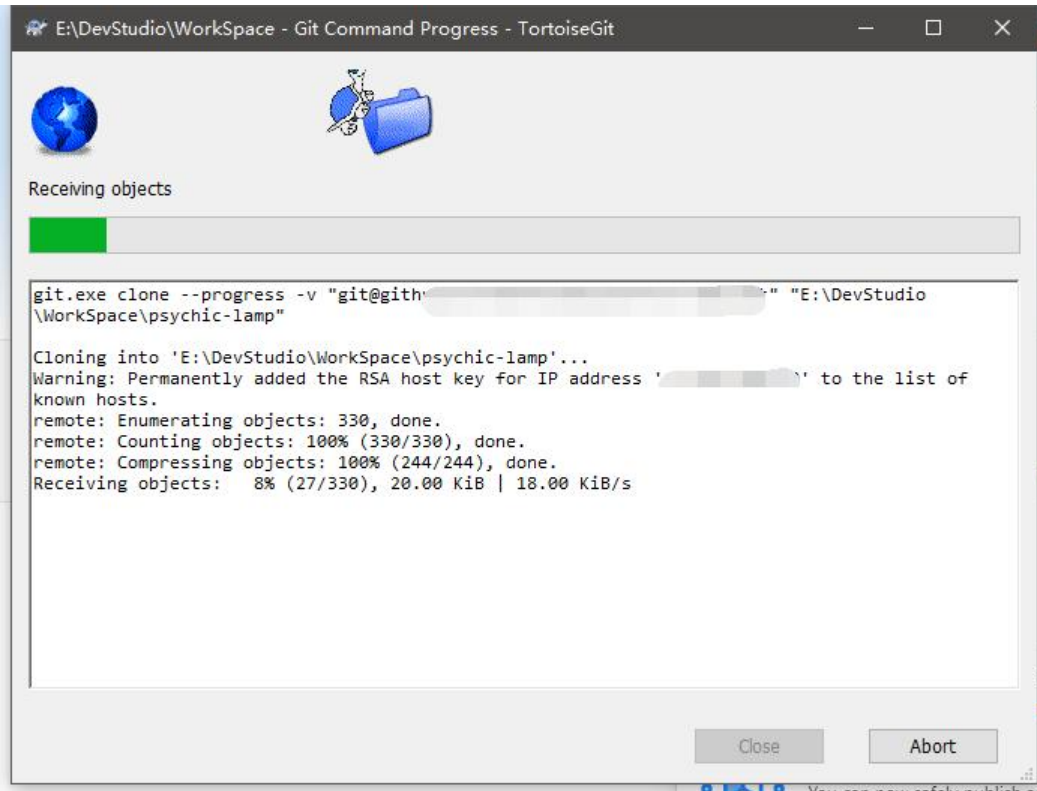 E:\DevStudio\WorkSpace - Git Command Progress - TortoiseGit
Receiving objects
git.exe clone --progress -v "git@gith " "E:\DevStudio
\WorkSpace\psychic-lamp"
Cloning into 'E:\DevStudio\WorkSpace\psychic-lamp'...
Warning: Permanently added the RSA host key for IP address ' ' to the list of
known hosts.
remote: Enumerating objects: 330, done.
remote: Counting objects: 100% (330/330), done.
remote: Compressing objects: 100% (244/244), done.
Receiving objects:   8% (27/330), 20.00 KiB | 18.00 KiB/s
Close
Abort